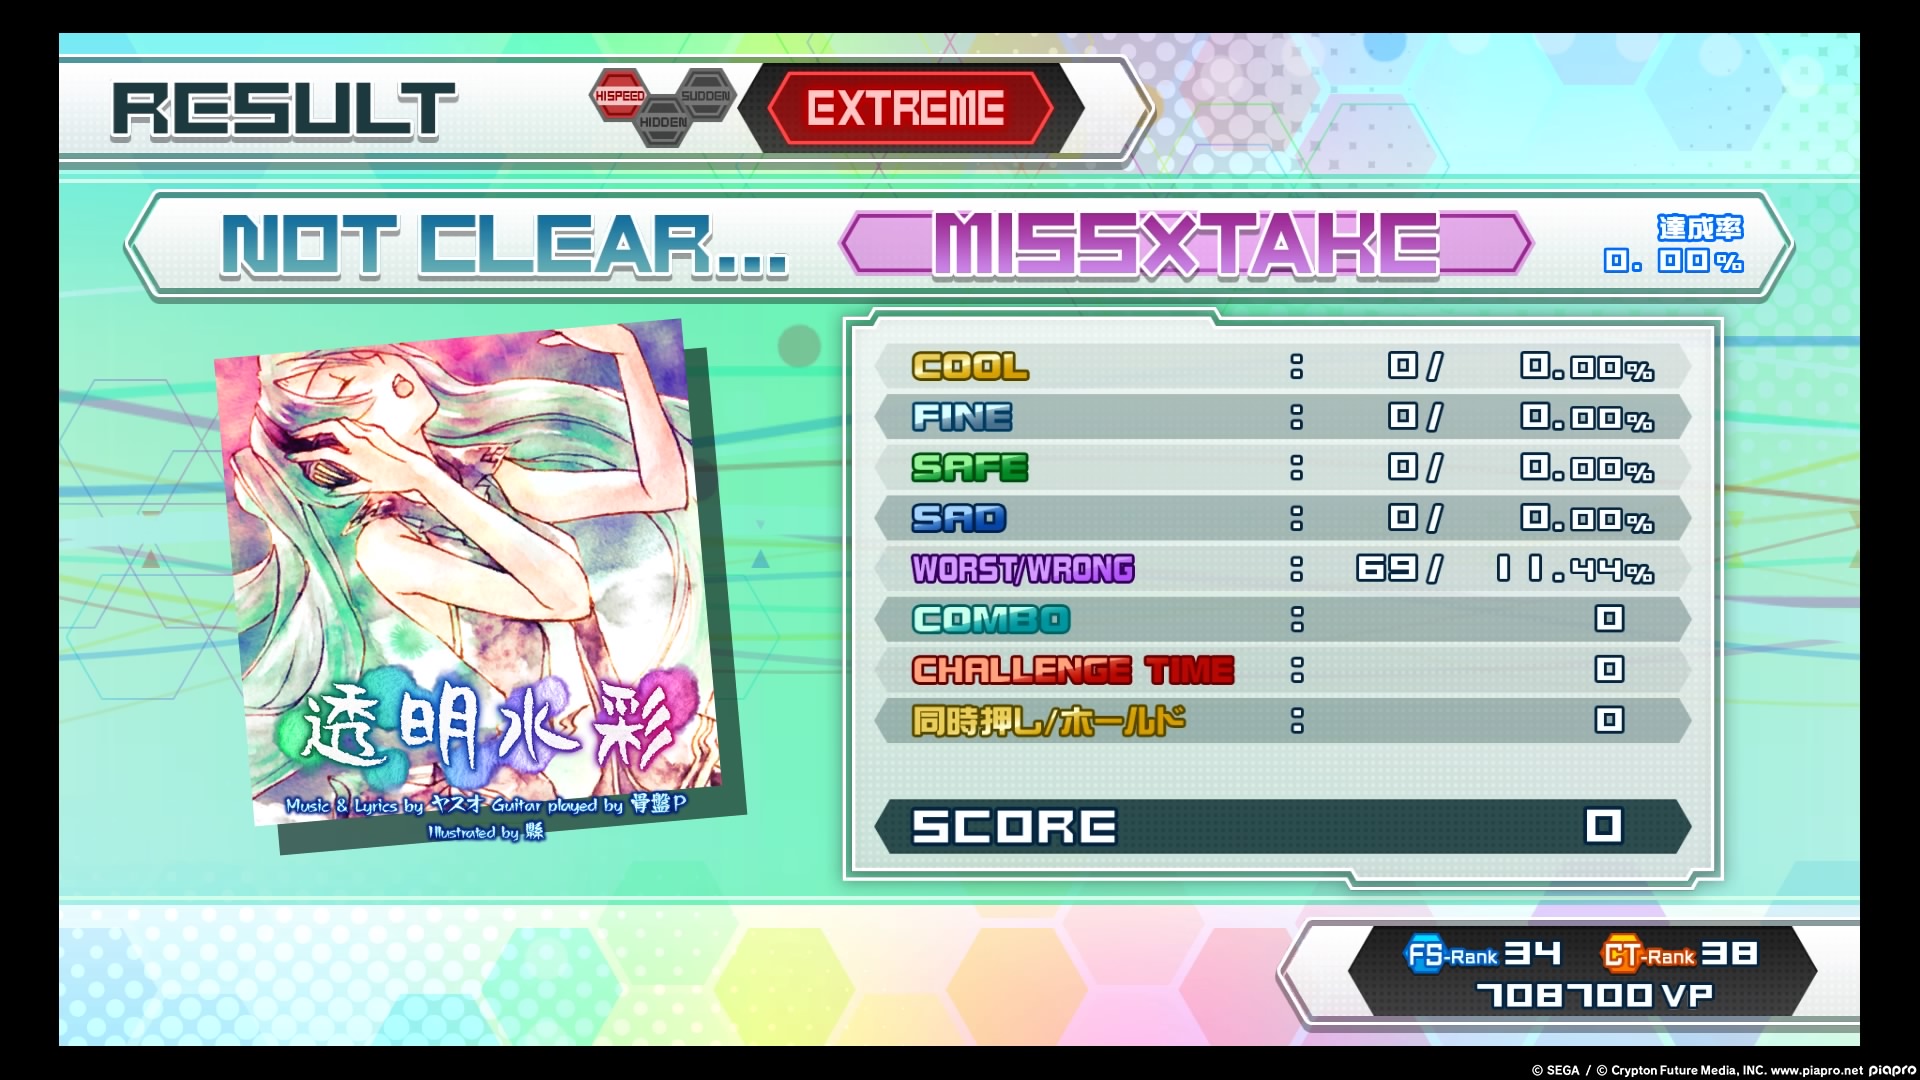 RESULT
HISPEED
HIDDEN
SUDDEN
EXTREME
NOT CLEAR...
MISS×TAKE
達成率
0.00%
COOL : 0/ 0.00%
FINE : 0/ 0.00%
SAFE : 0/ 0.00%
SAD : 0/ 0.00%
WORST/WRONG : 69/ 11.44%
COMBO : 0
CHALLENGE TIME : 0
同時押し/ホールド : 0
SCORE 0
透明水彩
Music & Lyrics by ヤスオ Guitar played by 骨盤P
Illustrated by 縣
FS-Rank 34 CT-Rank 38
708700 VP
© SEGA / © Crypton Future Media, INC. www.piapro.net piapro